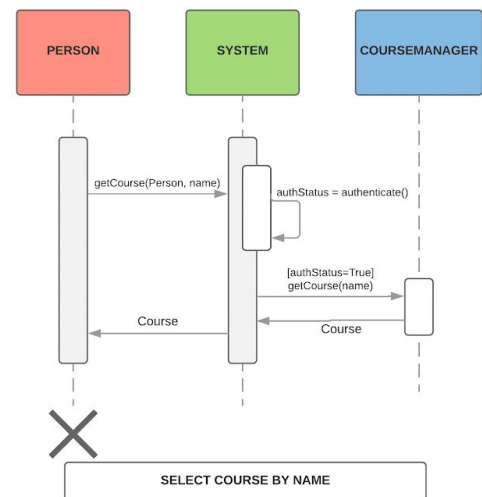 PERSON
SYSTEM
COURSEMANAGER
getCourse(Person, name)
authStatus = authenticate()
[authStatus=True]
getCourse(name)
Course
Course
SELECT COURSE BY NAME